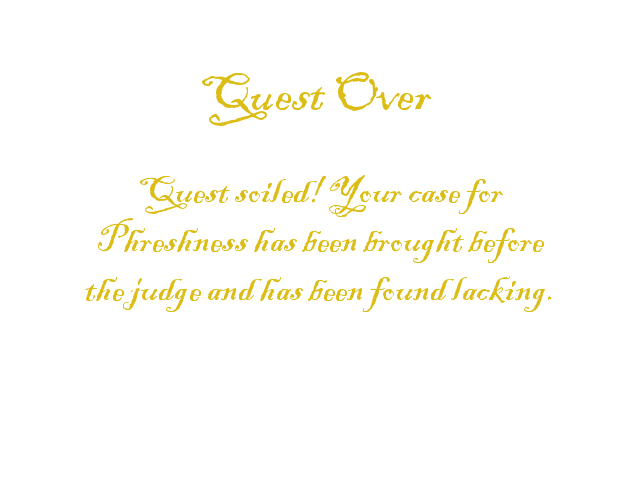 Quest Over
Quest soiled! Your case for
Phreshness has been brought before
the judge and has been found lacking.